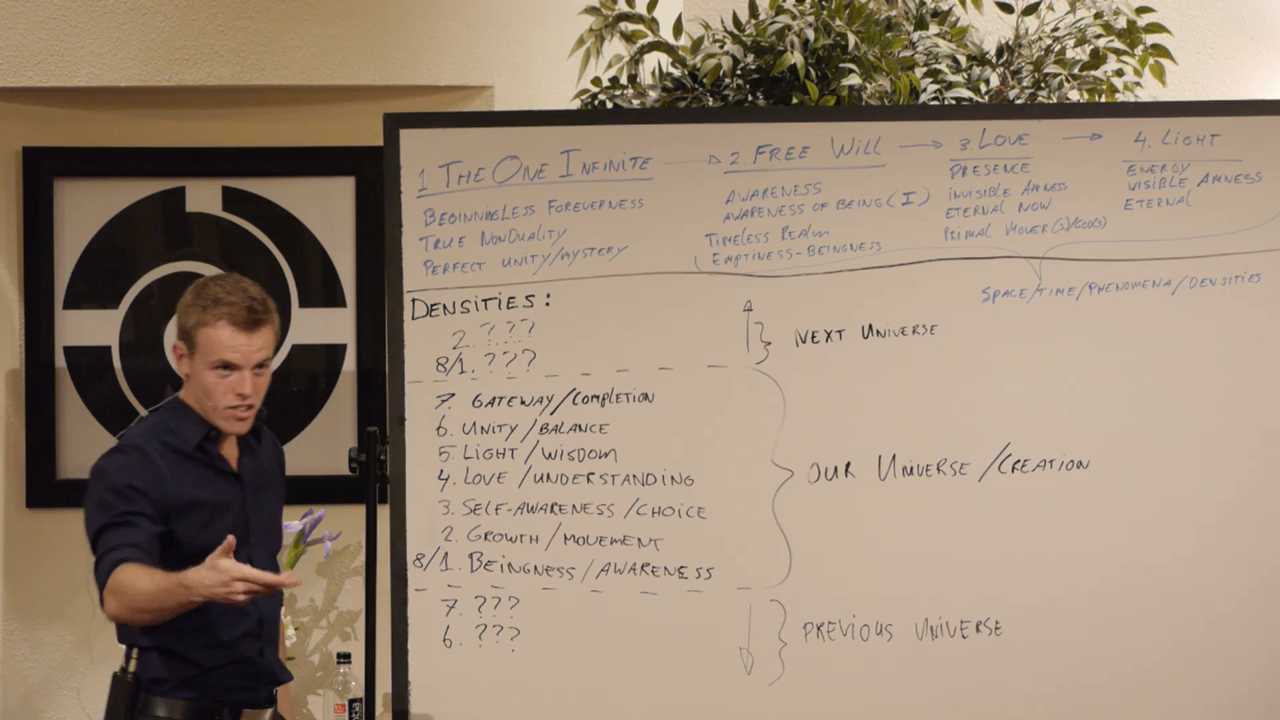 1 THE ONE INFINITE → 2. FREE WILL → 3. LOVE → 4. LIGHT
BEGINNINGLESS FOREVERNESS
TRUE NONDUALITY
PERFECT UNITY/MYSTERY
AWARENESS
AWARENESS OF BEING (I)
TIMELESS REALM
(EMPTINESS-BEINGNESS
PRESENCE
INVISIBLE AMNESS
ETERNAL NOW
PRIMAL MOVER(S)/GOD(S)
ENERGY
VISIBLE AMNESS
ETERNAL
SPACE/TIME/PHENOMENA/DENSITIES
DENSITIES:
2. ???
8/1. ???
NEXT UNIVERSE
7. GATEWAY/COMPLETION
6. UNITY/BALANCE
5. LIGHT/WISDOM
4. LOVE/UNDERSTANDING
3. SELF-AWARENESS/CHOICE
2. GROWTH/MOVEMENT
8/1. BEINGNESS/AWARENESS
OUR UNIVERSE/CREATION
7. ???
6. ???
PREVIOUS UNIVERSE